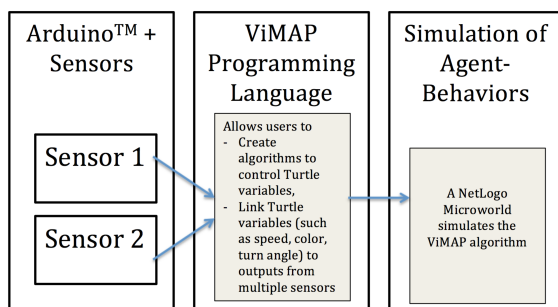 Arduino™ +
Sensors
Sensor 1
Sensor 2
ViMAP
Programming
Language
Allows users to
- Create
algorithms to
control Turtle
variables,
- Link Turtle
variables (such
as speed, color,
turn angle) to
outputs from
multiple sensors
Simulation of
Agent-
Behaviors
A NetLogo
Microworld
simulates the
ViMAP algorithm